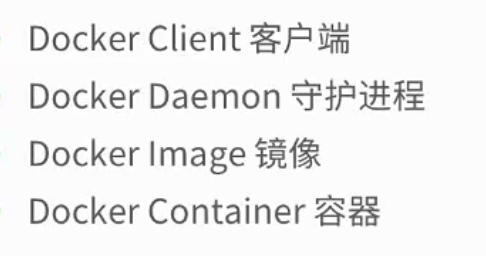 Docker Client 客户端
Docker Daemon 守护进程
Docker Image 镜像
Docker Container 容器